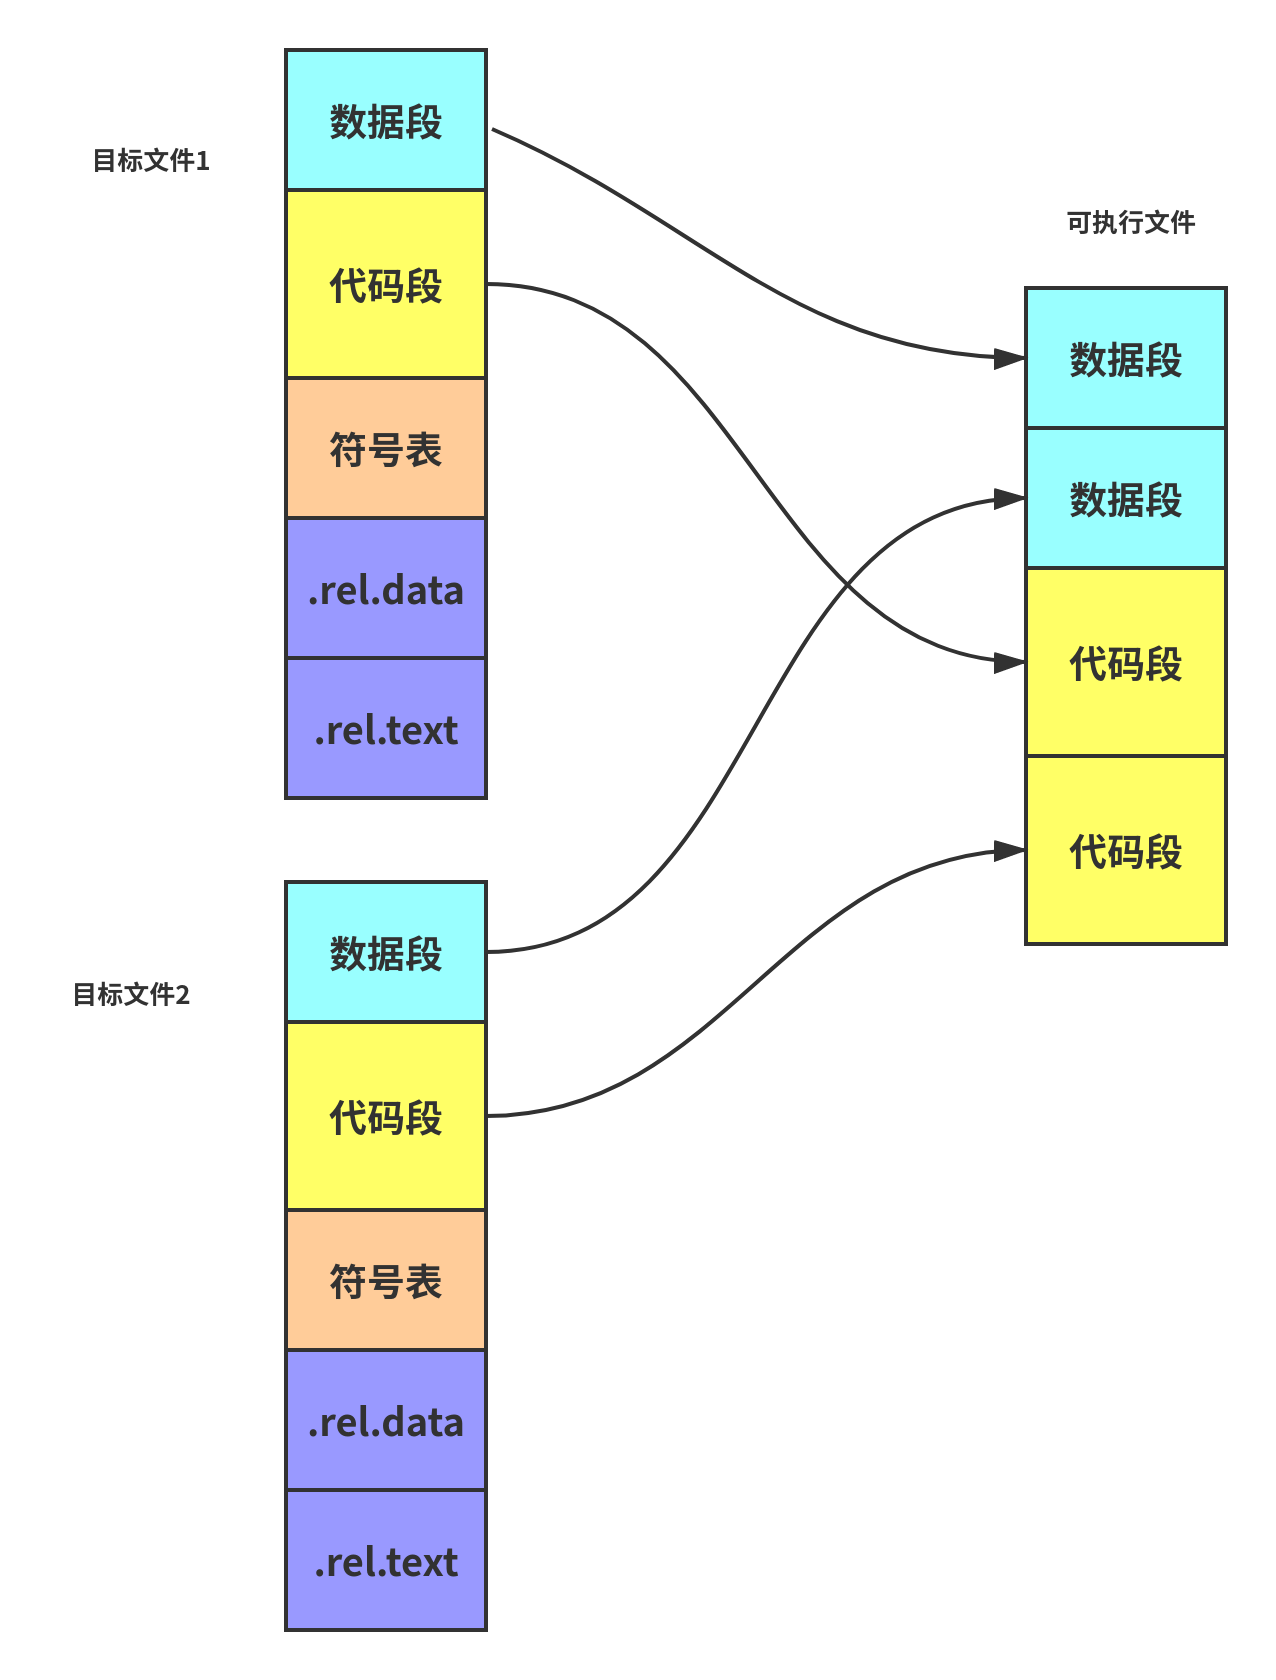 目标文件1
数据段
代码段
符号表
.rel.data
.rel.text
目标文件2
数据段
代码段
符号表
.rel.data
.rel.text
可执行文件
数据段
数据段
代码段
代码段